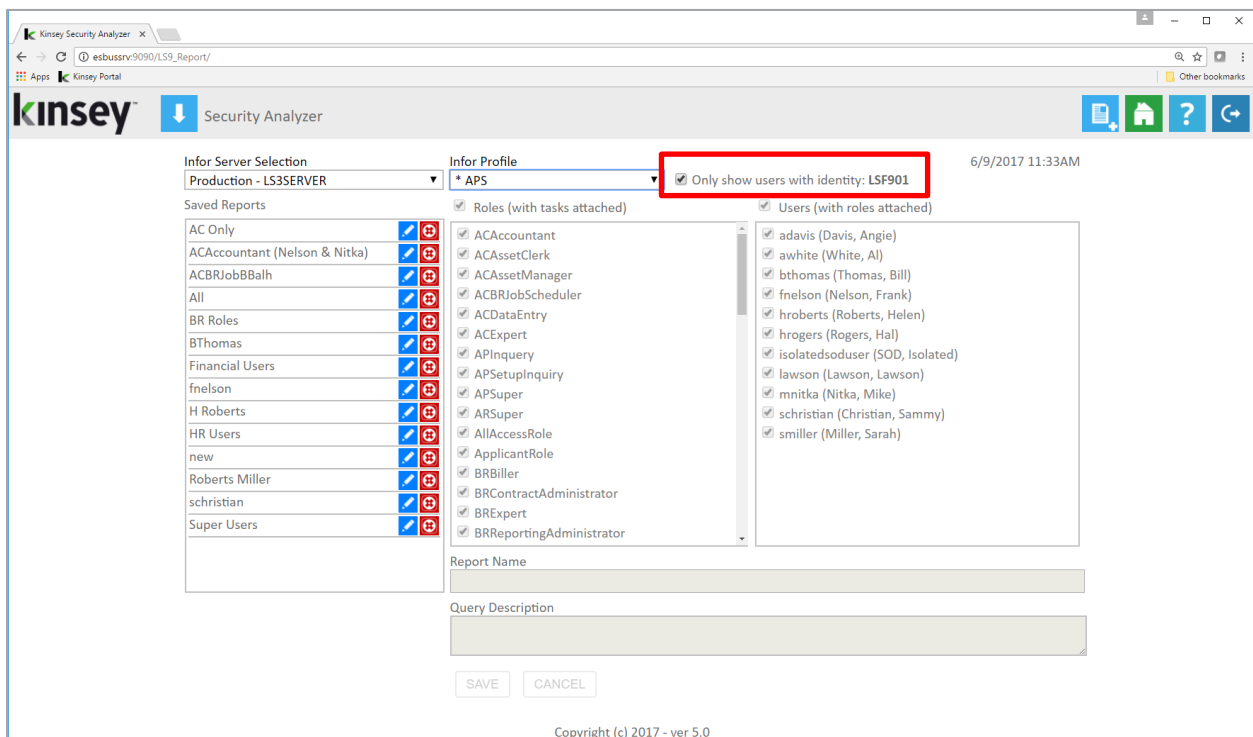 Kinsey Security Analyzer
esbussrv:9090/LS9_Report/
Apps Kinsey Portal Other bookmarks
kinsey Security Analyzer
Infor Server Selection Infor Profile 6/9/2017 11:33AM
Production - LS3SERVER * APS Only show users with identity: LSF901
Saved Reports
AC Only
ACAccountant (Nelson & Nitka)
ACBRJobBBalh
All
BR Roles
BThomas
Financial Users
fnelson
H Roberts
HR Users
new
Roberts Miller
schristian
Super Users
Roles (with tasks attached)
ACAccountant
ACAssetClerk
ACAssetManager
ACBRJobScheduler
ACDataEntry
ACExpert
APInquery
APSetupInquiry
APSuper
ARSuper
AllAccessRole
ApplicantRole
BRBiller
BRContractAdministrator
BRExpert
BRReportingAdministrator
Users (with roles attached)
adavis (Davis, Angie)
awhite (White, Al)
bthomas (Thomas, Bill)
fnelson (Nelson, Frank)
hroberts (Roberts, Helen)
hrogers (Rogers, Hal)
isolatedsoduser (SOD, Isolated)
lawson (Lawson, Lawson)
mnitka (Nitka, Mike)
schristian (Christian, Sammy)
smiller (Miller, Sarah)
Report Name
Query Description
SAVE CANCEL
Copyright (c) 2017 - ver 5.0